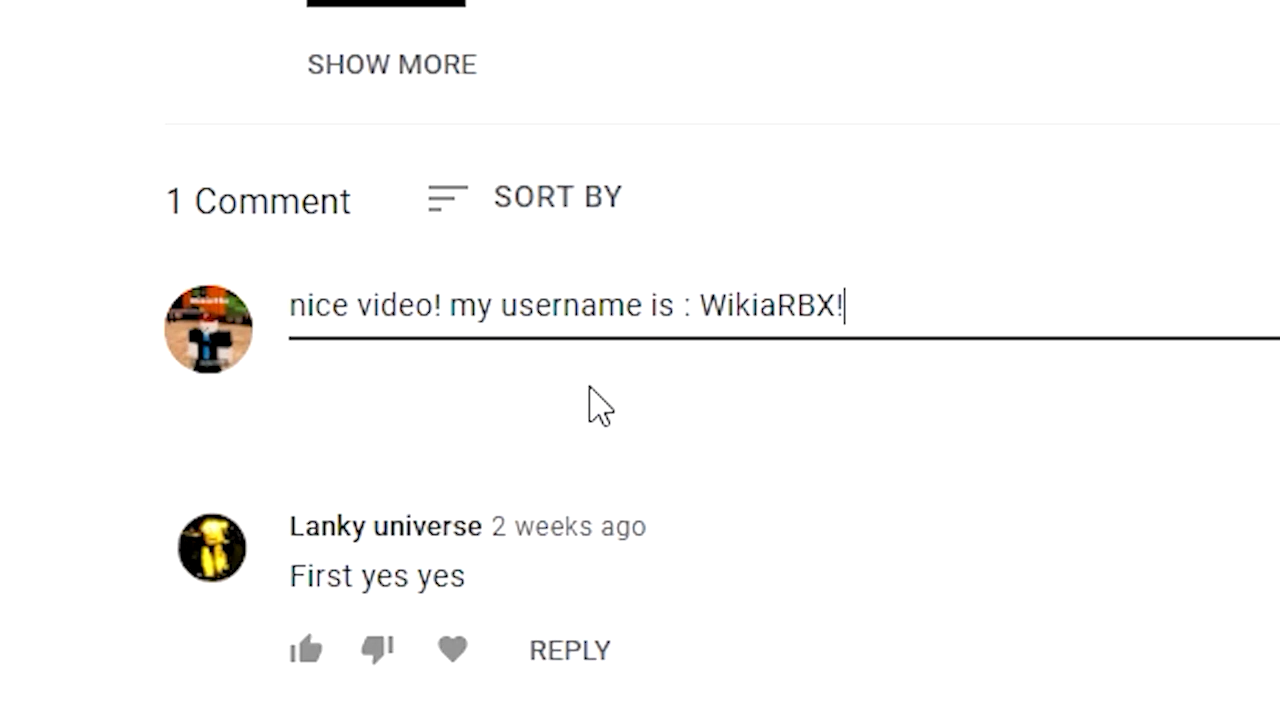 SHOW MORE
1 Comment
SORT BY
nice video! my username is : WikiaRBX!
Lanky universe 2 weeks ago
First yes yes
REPLY